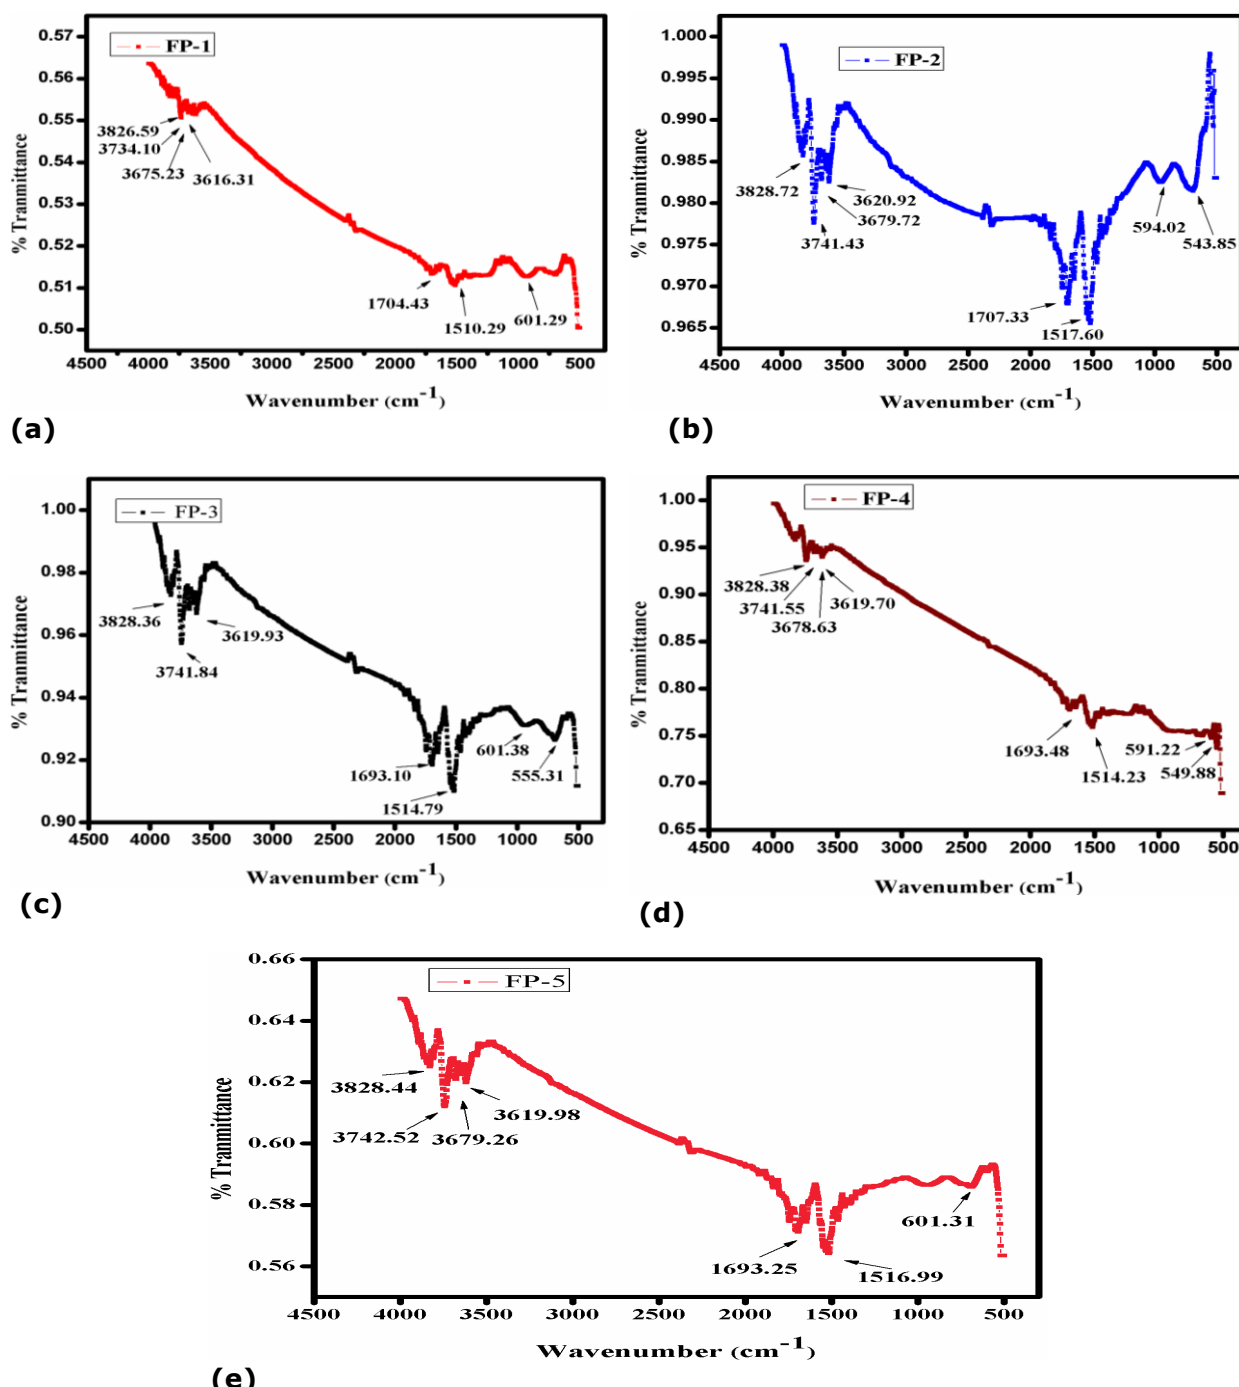 FP-1
0.57
0.56
0.55
0.54
0.53
0.52
0.51
0.50
% Tranmittance
3826.59
3734.10
3675.23
3616.31
1704.43
1510.29
601.29
4500 4000 3500 3000 2500 2000 1500 1000 500
Wavenumber (cm-1)
(a)
FP-2
1.000
0.995
0.990
0.985
0.980
0.975
0.970
0.965
% Tranmittance
3828.72
3741.43
3620.92
3679.72
1707.33
1517.60
594.02
543.85
4500 4000 3500 3000 2500 2000 1500 1000 500
Wavenumber (cm-1)
(b)
FP-3
1.00
0.98
0.96
0.94
0.92
0.90
% Tranmittance
3828.36
3741.84
3619.93
1693.10
1514.79
601.38
555.31
4500 4000 3500 3000 2500 2000 1500 1000 500
Wavenumber (cm-1)
(c)
FP-4
1.00
0.95
0.90
0.85
0.80
0.75
0.70
0.65
% Tranmittance
3828.38
3741.55
3678.63
3619.70
1693.48
1514.23
591.22
549.88
4500 4000 3500 3000 2500 2000 1500 1000 500
Wavenumber (cm-1)
(d)
FP-5
0.66
0.64
0.62
0.60
0.58
0.56
% Tranmittance
3828.44
3742.52
3679.26
3619.98
1693.25
1516.99
601.31
4500 4000 3500 3000 2500 2000 1500 1000 500
Wavenumber (cm-1)
(e)